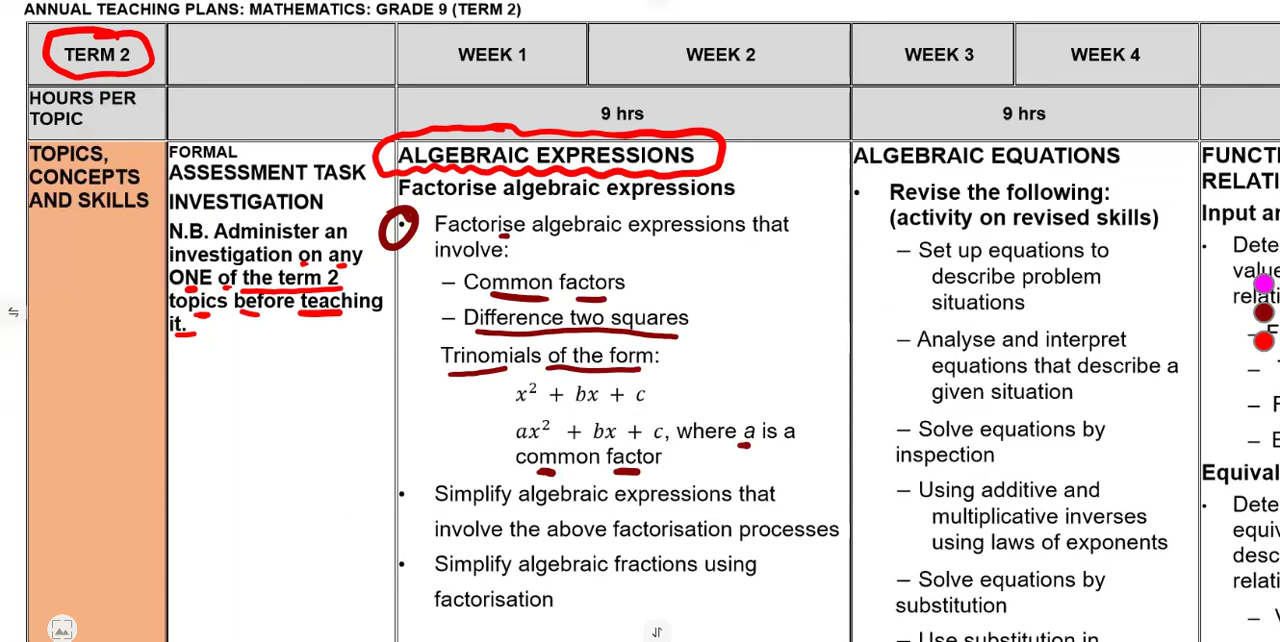 ANNUAL TEACHING PLANS: MATHEMATICS: GRADE 9 (TERM 2)
TERM 2
WEEK 1
WEEK 2
WEEK 3
WEEK 4
HOURS PER
TOPIC
9 hrs
9 hrs
TOPICS,
CONCEPTS
AND SKILLS
FORMAL
ASSESSMENT TASK
INVESTIGATION
N.B. Administer an
investigation on any
ONE of the term 2
topics before teaching
it.
ALGEBRAIC EXPRESSIONS
Factorise algebraic expressions
• Factorise algebraic expressions that
involve:
– Common factors
– Difference two squares
Trinomials of the form:
x² + bx + c
ax² + bx + c, where a is a
common factor
• Simplify algebraic expressions that
involve the above factorisation processes
• Simplify algebraic fractions using
factorisation
ALGEBRAIC EQUATIONS
• Revise the following:
(activity on revised skills)
– Set up equations to
describe problem
situations
– Analyse and interpret
equations that describe a
given situation
– Solve equations by
inspection
– Using additive and
multiplicative inverses
using laws of exponents
– Solve equations by
substitution
– Use substitution in